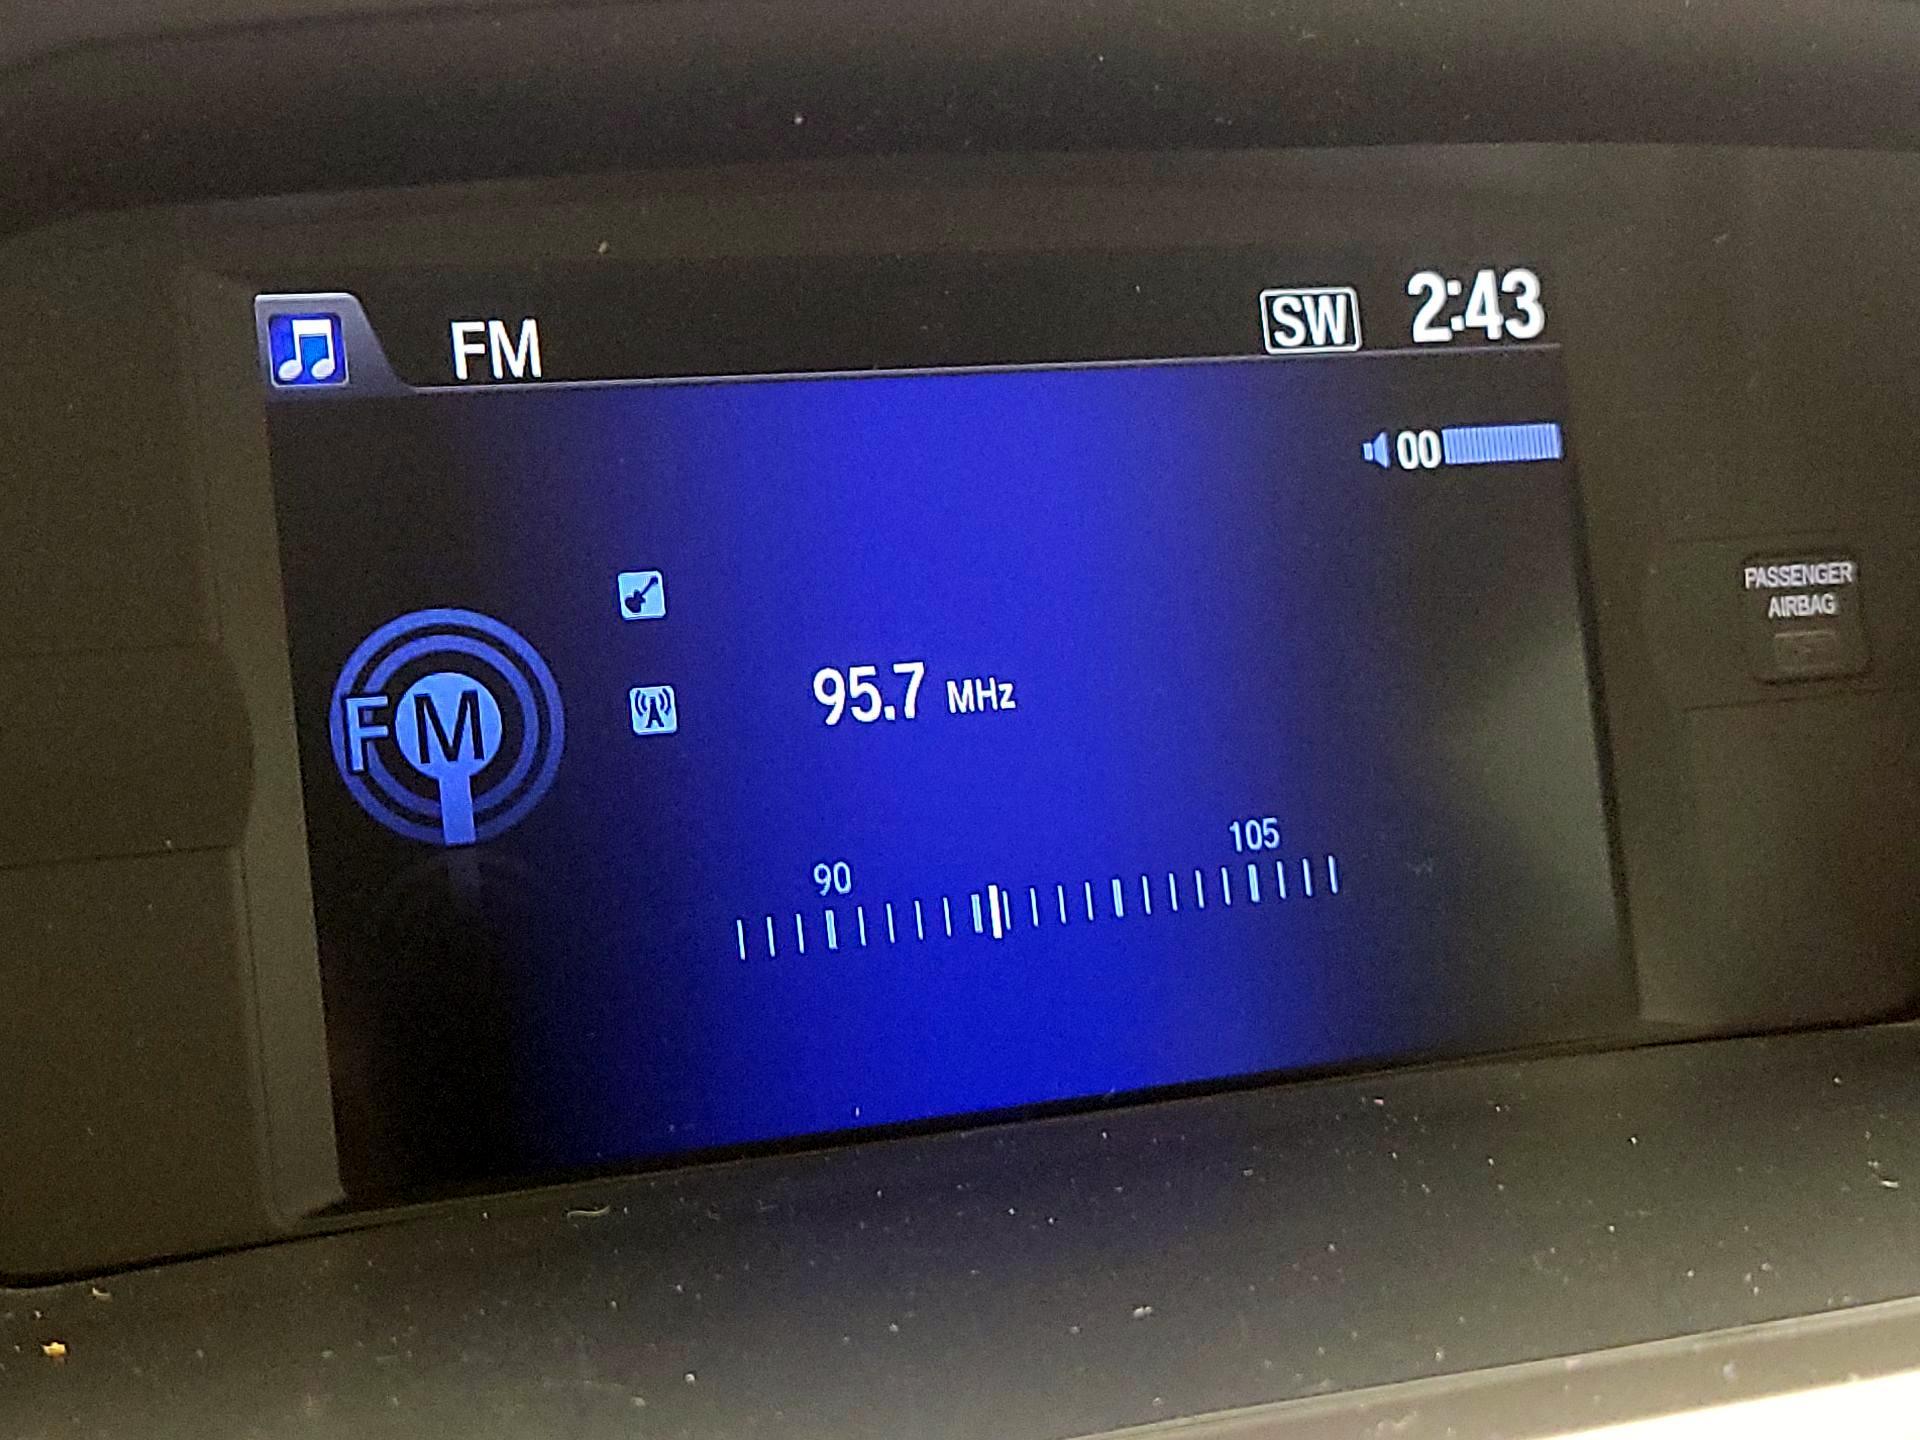 FM
SW 2:43
00
PASSENGER
AIRBAG
FM
95.7 MHz
90
105